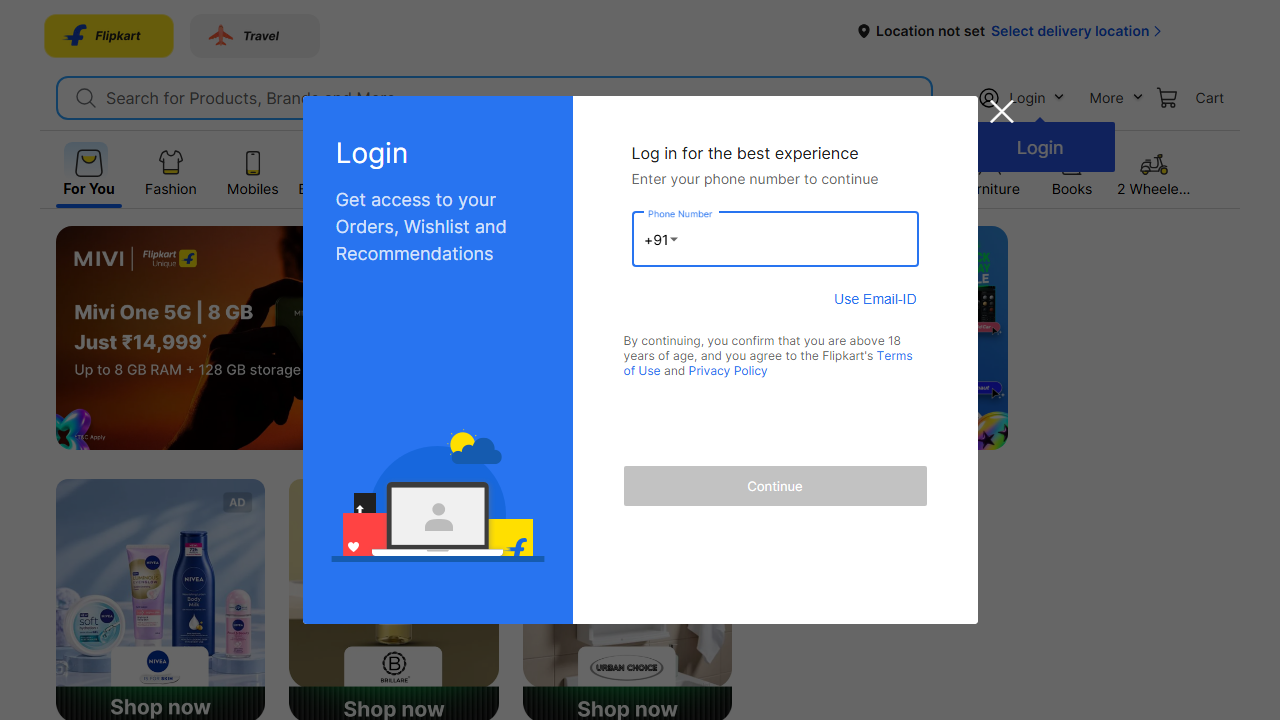 Flipkart
Travel
Location not set Select delivery location
Search for Products, Brands and More
Login
More
Cart
Login
For You
Fashion
Mobiles
Books
2 Wheele...
MIVI
Flipkart
Unique
Mivi One 5G | 8 GB
Just ₹14,999*
Up to 8 GB RAM + 128 GB storage
*T&C Apply
Login
Get access to your
Orders, Wishlist and
Recommendations
Log in for the best experience
Enter your phone number to continue
Phone Number
+91
Use Email-ID
By continuing, you confirm that you are above 18
years of age, and you agree to the Flipkart's Terms
of Use and Privacy Policy
Continue
AD
NIVEA
soft
NIVEA
Body
Milk
NIVEA
Shop now
B
BRILLARE
Shop now
URBAN CHOICE
Shop now